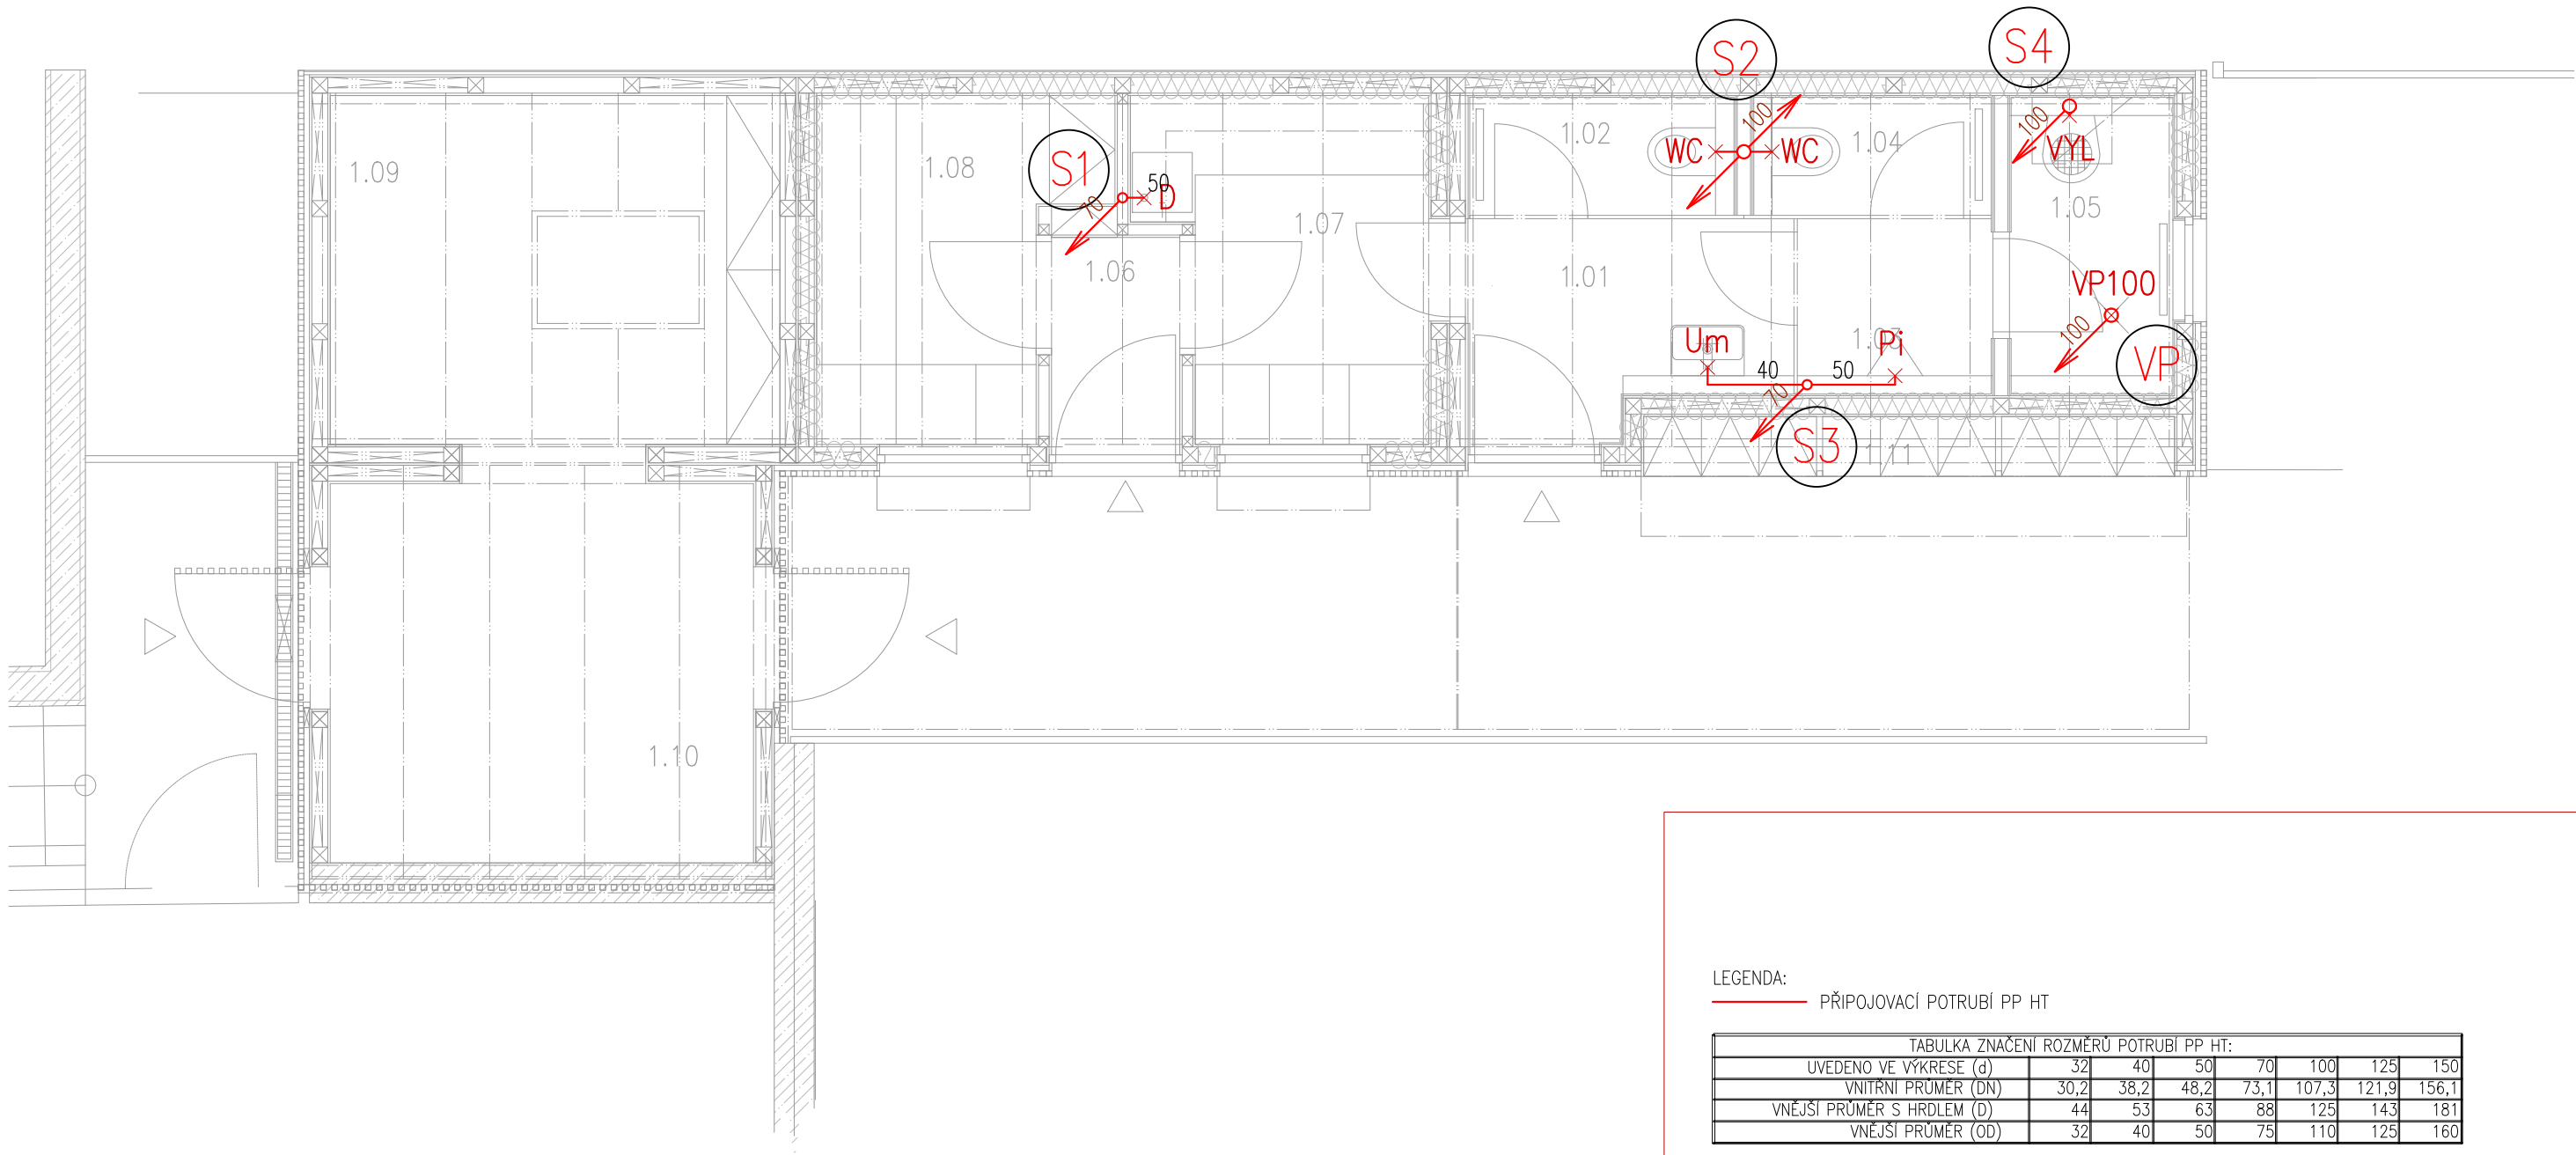 S2
S4
100
100
1.02
WC
WC
1.04
VYL
1.09
1.08
S1
50
D
70
1.05
1.07
1.06
1.01
VP100
Um
1.03
Pi
100
VP
40
50
70
S3
1.11
1.10
LEGENDA:
PŘIPOJOVACÍ POTRUBÍ PP HT
TABULKA ZNAČENÍ ROZMĚRŮ POTRUBÍ PP HT:
UVEDENO VE VÝKRESE (d) 32 40 50 70 100 125 150
VNITŘNÍ PRŮMĚR (DN) 30,2 38,2 48,2 73,1 107,3 121,9 156,1
VNĚJŠÍ PRŮMĚR S HRDLEM (D) 44 53 63 88 125 143 181
VNĚJŠÍ PRŮMĚR (OD) 32 40 50 75 110 125 160